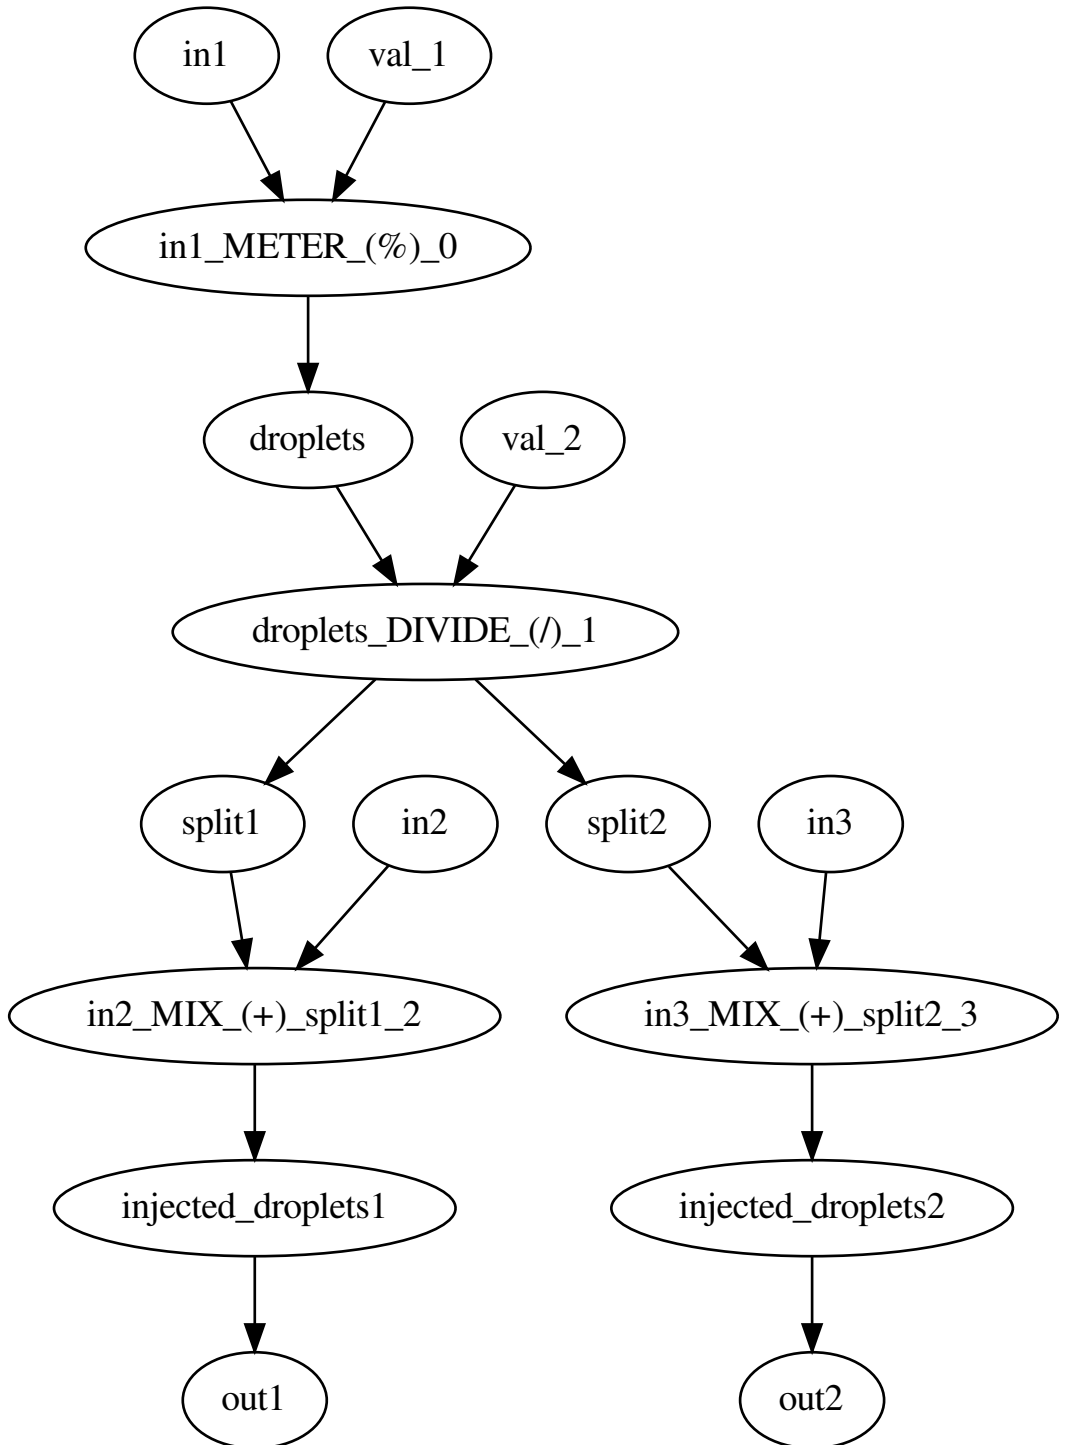 in1
val_1
in1_METER_(%)_0
droplets
val_2
droplets_DIVIDE_(/)_1
split1
in2
split2
in3
in2_MIX_(+)_split1_2
in3_MIX_(+)_split2_3
injected_droplets1
injected_droplets2
out1
out2